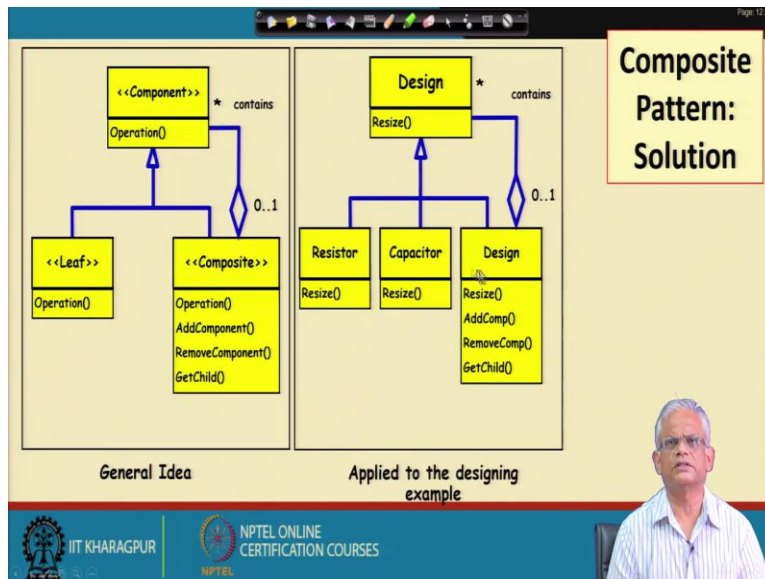 Page: 12
Composite
Pattern:
Solution
<<Component>>
Operation()
* contains
0..1
<<Leaf>>
Operation()
<<Composite>>
Operation()
AddComponent()
RemoveComponent()
GetChild()
General Idea
Design
Resize()
* contains
0..1
Resistor
Resize()
Capacitor
Resize()
Design
Resize()
AddComp()
RemoveComp()
GetChild()
Applied to the designing
example
IIT KHARAGPUR
NPTEL
NPTEL ONLINE
CERTIFICATION COURSES